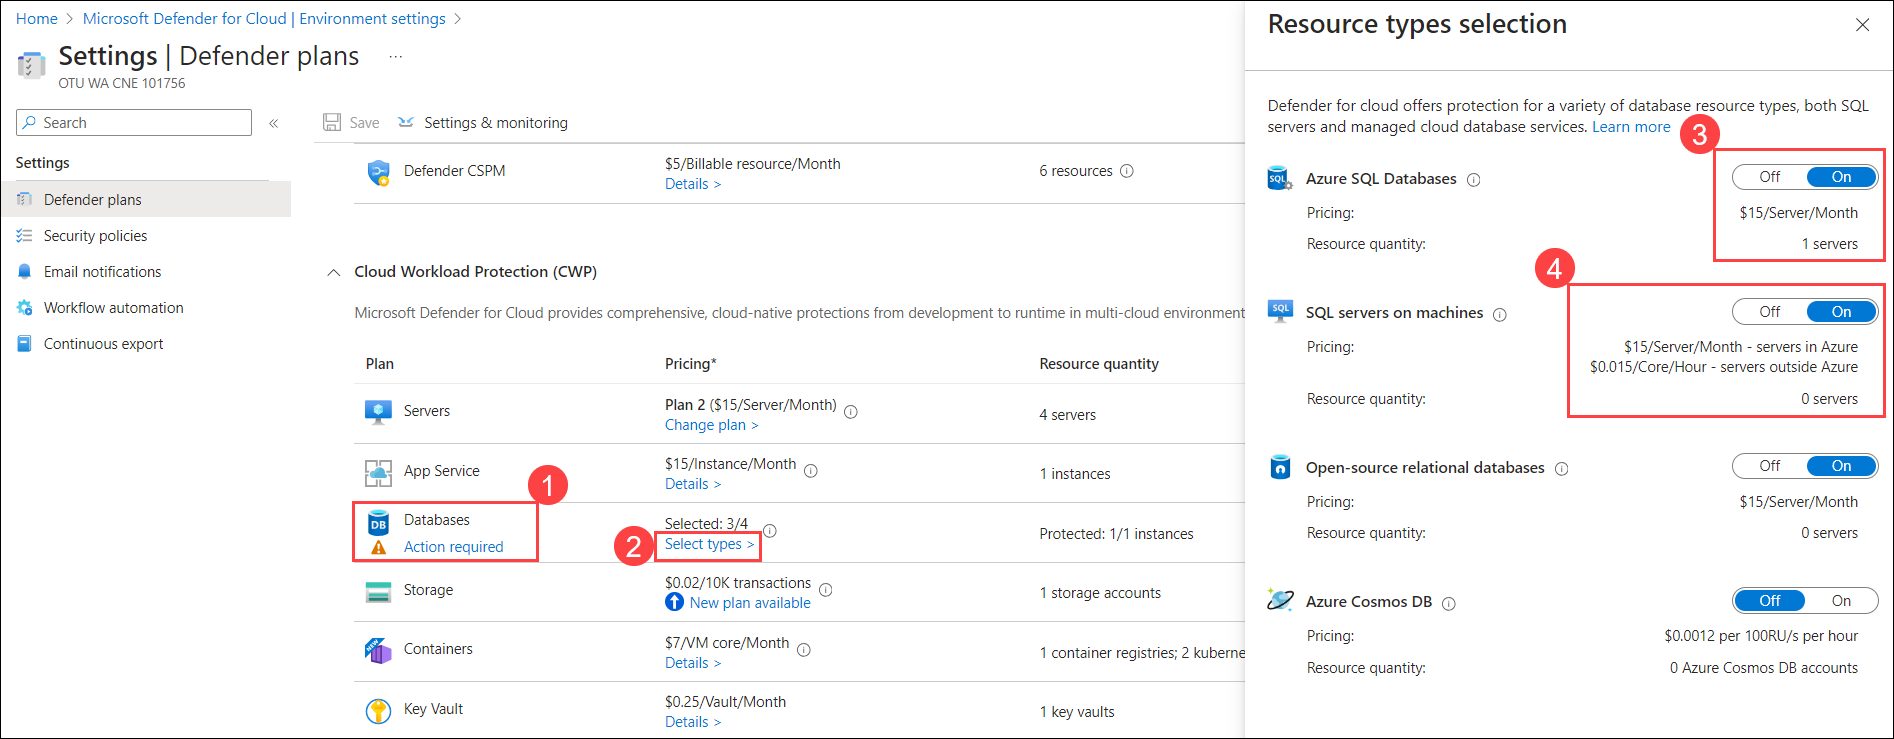 Home > Microsoft Defender for Cloud | Environment settings >
Settings | Defender plans ...
OTU WA CNE 101756
Search «
Settings
Defender plans
Security policies
Email notifications
Workflow automation
Continuous export
Save Settings & monitoring
Defender CSPM $5/Billable resource/Month 6 resources
Details >
Cloud Workload Protection (CWP)
Microsoft Defender for Cloud provides comprehensive, cloud-native protections from development to runtime in multi-cloud environment
Plan Pricing* Resource quantity
Servers Plan 2 ($15/Server/Month) 4 servers
Change plan >
App Service $15/Instance/Month 1 instances
Details >
1
DB Databases Selected: 3/4 Protected: 1/1 instances
Action required 2 Select types >
Storage $0.02/10K transactions 1 storage accounts
New plan available
NEW Containers $7/VM core/Month 1 container registries; 2 kuberne
Details >
Key Vault $0.25/Vault/Month 1 key vaults
Details >
Resource types selection
Defender for cloud offers protection for a variety of database resource types, both SQL
servers and managed cloud database services. Learn more
3
SQL Azure SQL Databases Off On
Pricing: $15/Server/Month
Resource quantity: 1 servers
4
SQL SQL servers on machines Off On
Pricing: $15/Server/Month - servers in Azure
$0.015/Core/Hour - servers outside Azure
Resource quantity: 0 servers
Open-source relational databases Off On
Pricing: $15/Server/Month
Resource quantity: 0 servers
Azure Cosmos DB Off On
Pricing: $0.0012 per 100RU/s per hour
Resource quantity: 0 Azure Cosmos DB accounts